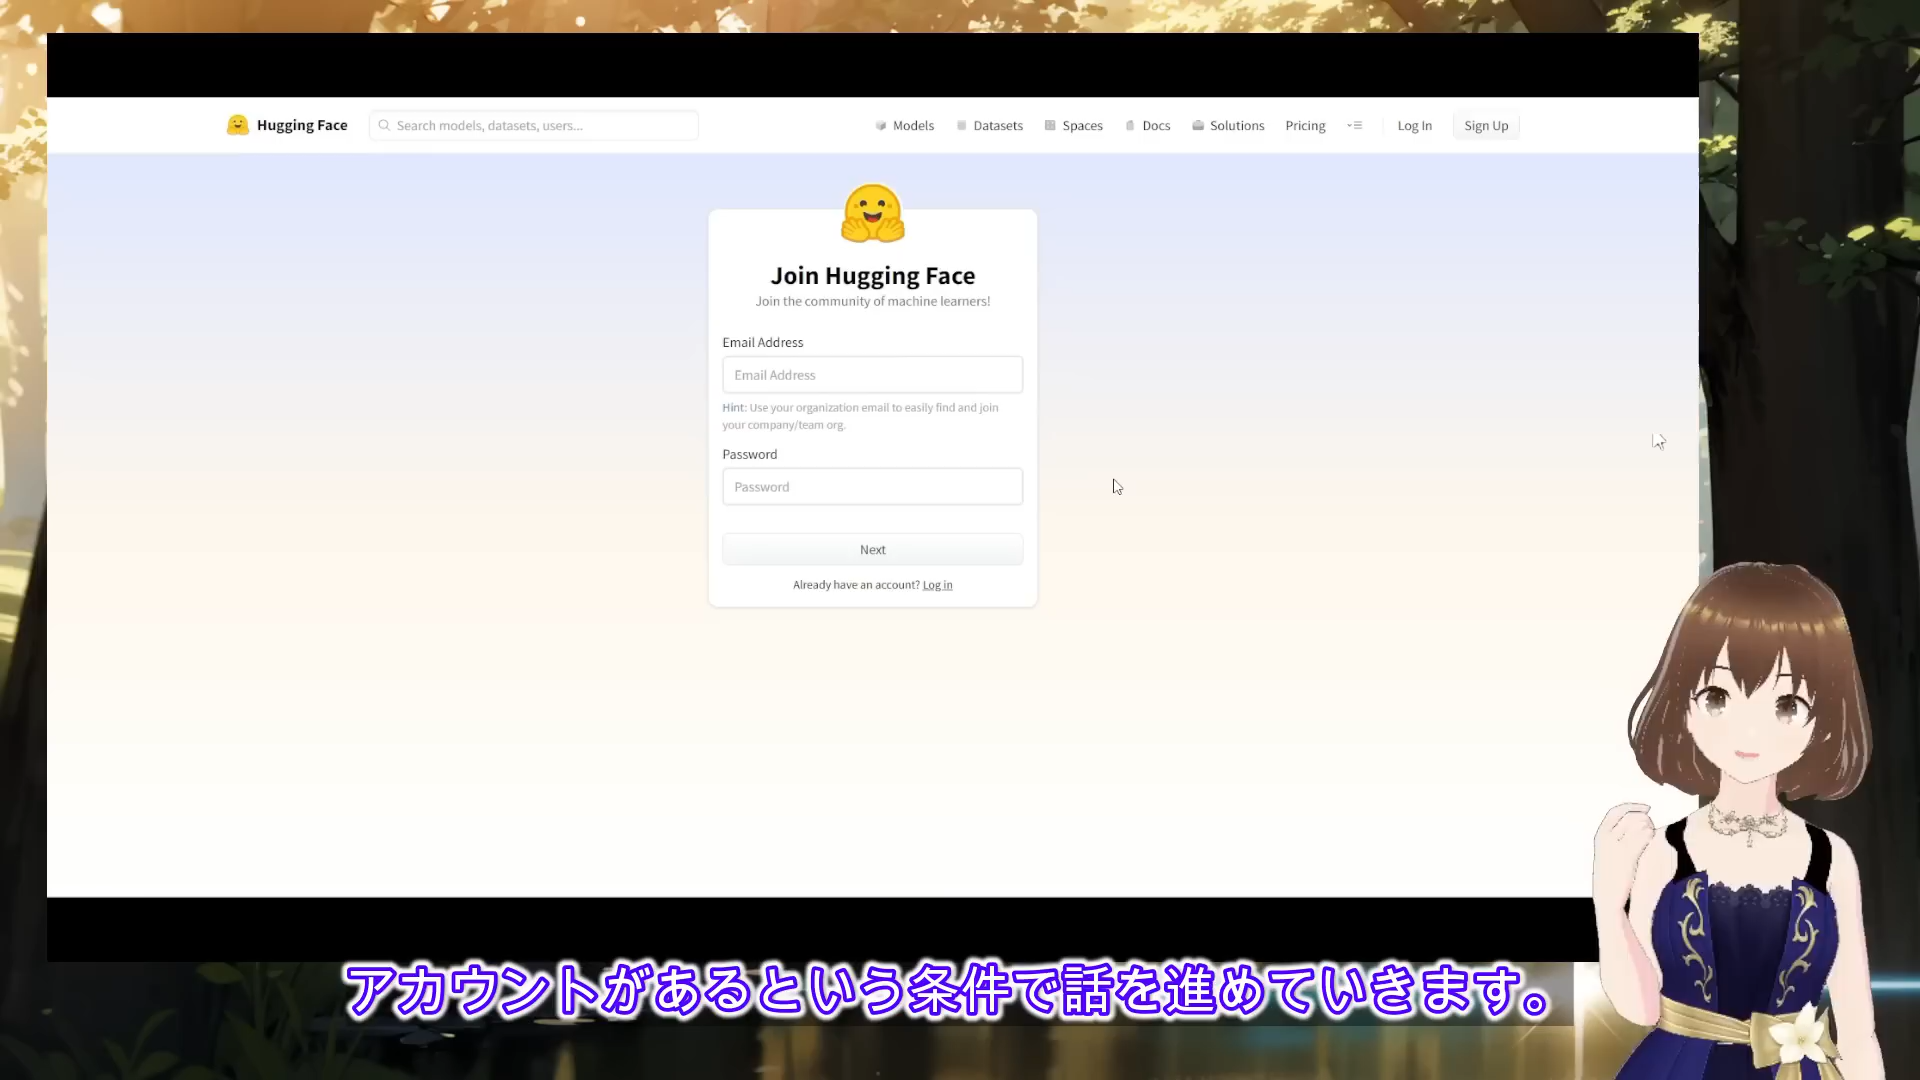 Hugging Face
Search models, datasets, users...
Models
Datasets
Spaces
Docs
Solutions
Pricing
Log In
Sign Up
Join Hugging Face
Join the community of machine learners!
Email Address
Email Address
Hint: Use your organization email to easily find and join
your company/team org.
Password
Password
Next
Already have an account? Log in
アカウントがあるという条件で話を進めていきます。